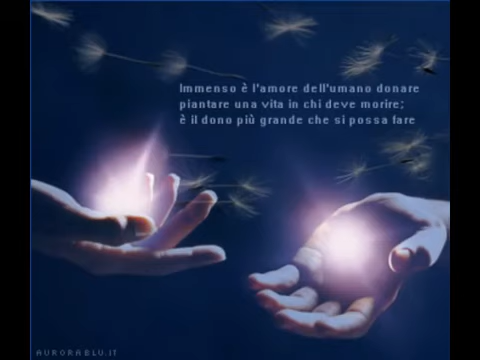 Immenso è l'amore dell'umano donare
piantare una vita in chi deve morire;
è il dono più grande che si possa fare
AURORABLU.IT